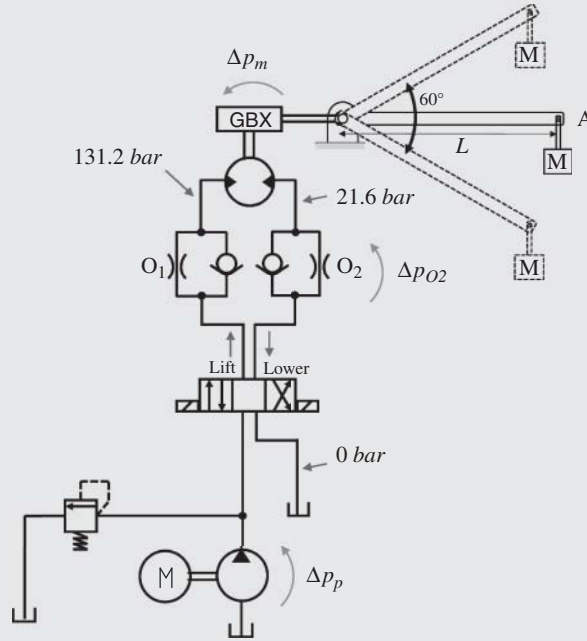 M
Δp_m
60°
GBX
A
L
M
131.2 bar
21.6 bar
O₁
O₂
Δp_O2
M
Lift
Lower
0 bar
M
Δp_p